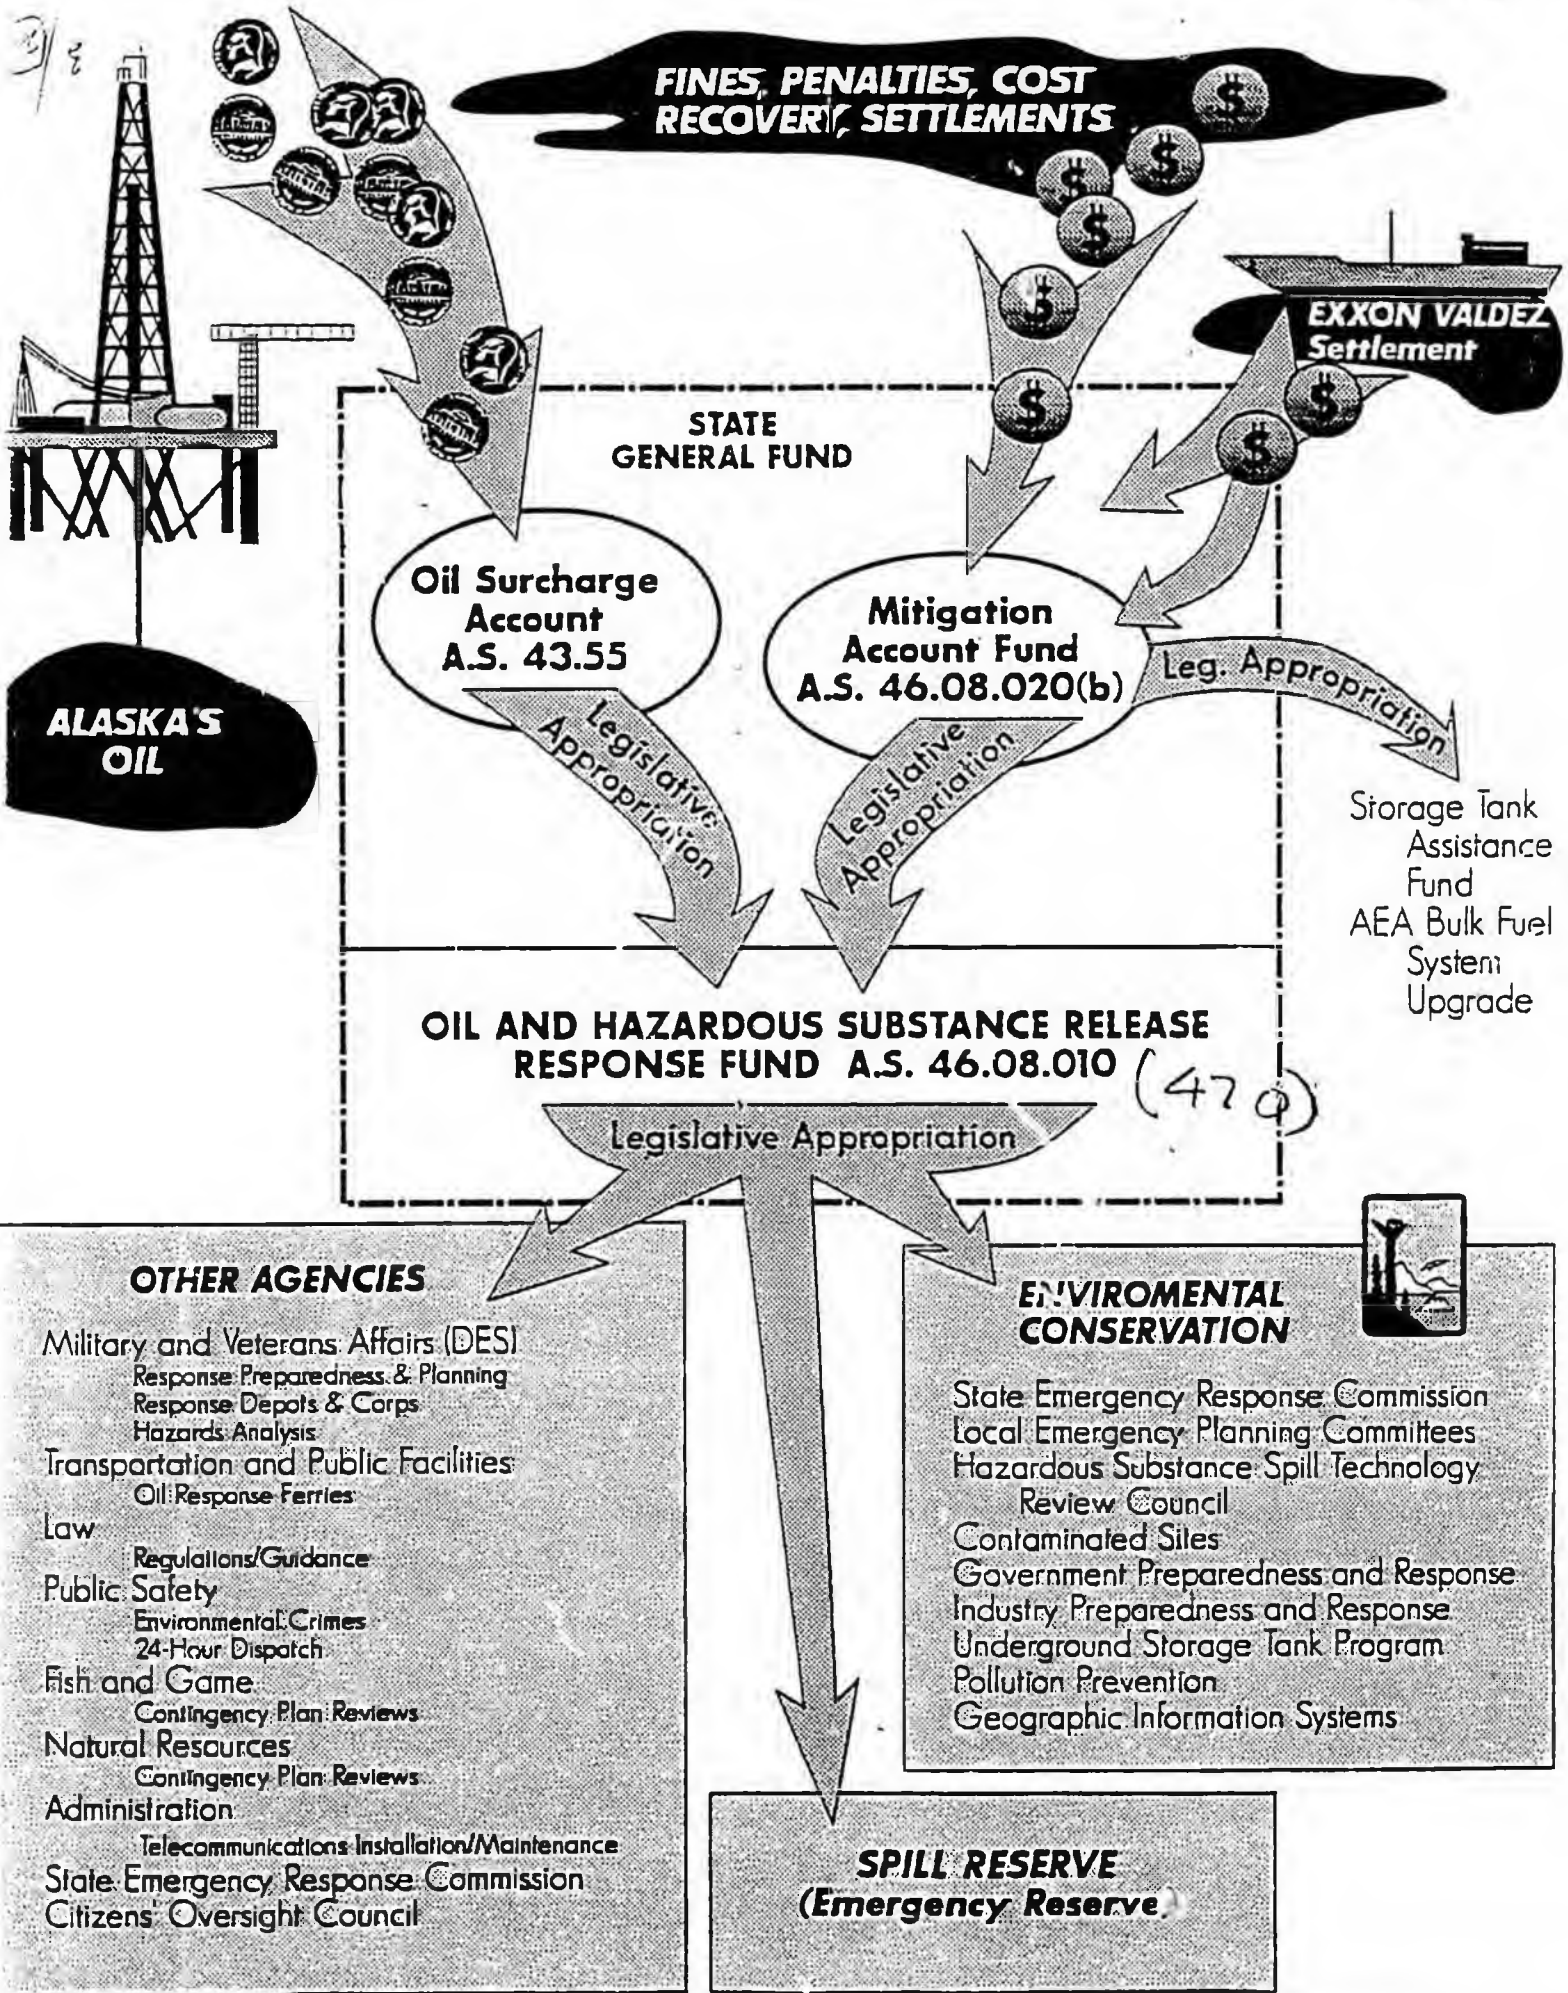 FINES, PENALTIES, COST
RECOVERY, SETTLEMENTS
$
$
$
$
$
$
EXXON VALDEZ
Settlement
$
$
STATE
GENERAL FUND
Oil Surcharge
Account
A.S. 43.55
Mitigation
Account Fund
A.S. 46.08.020(b)
ALASKA'S
OIL
Legislative
Appropriation
Legislative
Appropriation
Leg. Appropriation
Storage Tank
Assistance
Fund
AEA Bulk Fuel
System
Upgrade
OIL AND HAZARDOUS SUBSTANCE RELEASE
RESPONSE FUND A.S. 46.08.010
(470)
Legislative Appropriation
OTHER AGENCIES
Military and Veterans Affairs (DES)
Response Preparedness & Planning
Response Depots & Corps
Hazards Analysis
Transportation and Public Facilities
Oil Response Ferries
Law
Regulations/Guidance
Public Safety
Environmental Crimes
24-Hour Dispatch
Fish and Game
Contingency Plan Reviews
Natural Resources
Contingency Plan Reviews
Administration
Telecommunications Installation/Maintenance
State Emergency Response Commission
Citizens' Oversight Council
ENVIROMENTAL
CONSERVATION
State Emergency Response Commission
Local Emergency Planning Committees
Hazardous Substance Spill Technology
Review Council
Contaminated Sites
Government Preparedness and Response
Industry Preparedness and Response
Underground Storage Tank Program
Pollution Prevention
Geographic Information Systems
SPILL RESERVE
(Emergency Reserve)